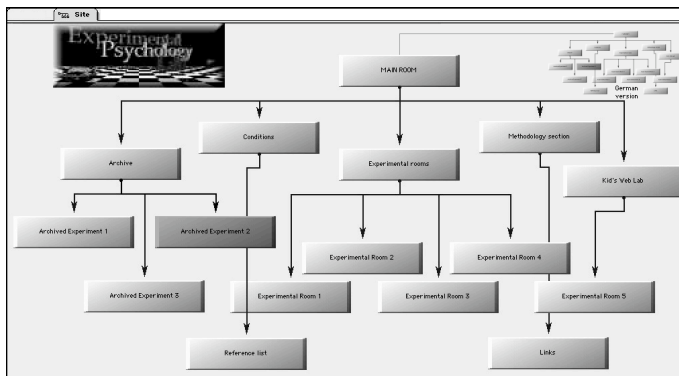 Site
Experimental
Psychology
MAIN ROOM
German
version
Conditions
Methodology section
Archive
Experimental rooms
Kid's Web Lab
Archived Experiment 1
Archived Experiment 2
Experimental Room 2
Experimental Room 4
Archived Experiment 3
Experimental Room 1
Experimental Room 3
Experimental Room 5
Reference list
Links